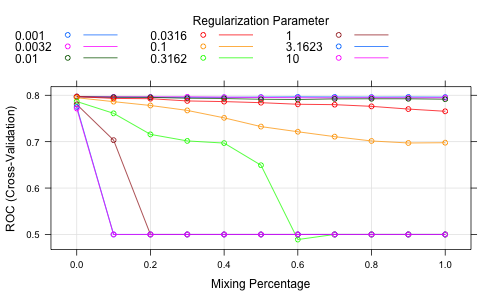 Regularization Parameter
0.001 0.0316 1
0.0032 0.1 3.1623
0.01 0.3162 10
ROC (Cross-Validation)
0.8
0.7
0.6
0.5
0.0 0.2 0.4 0.6 0.8 1.0
Mixing Percentage